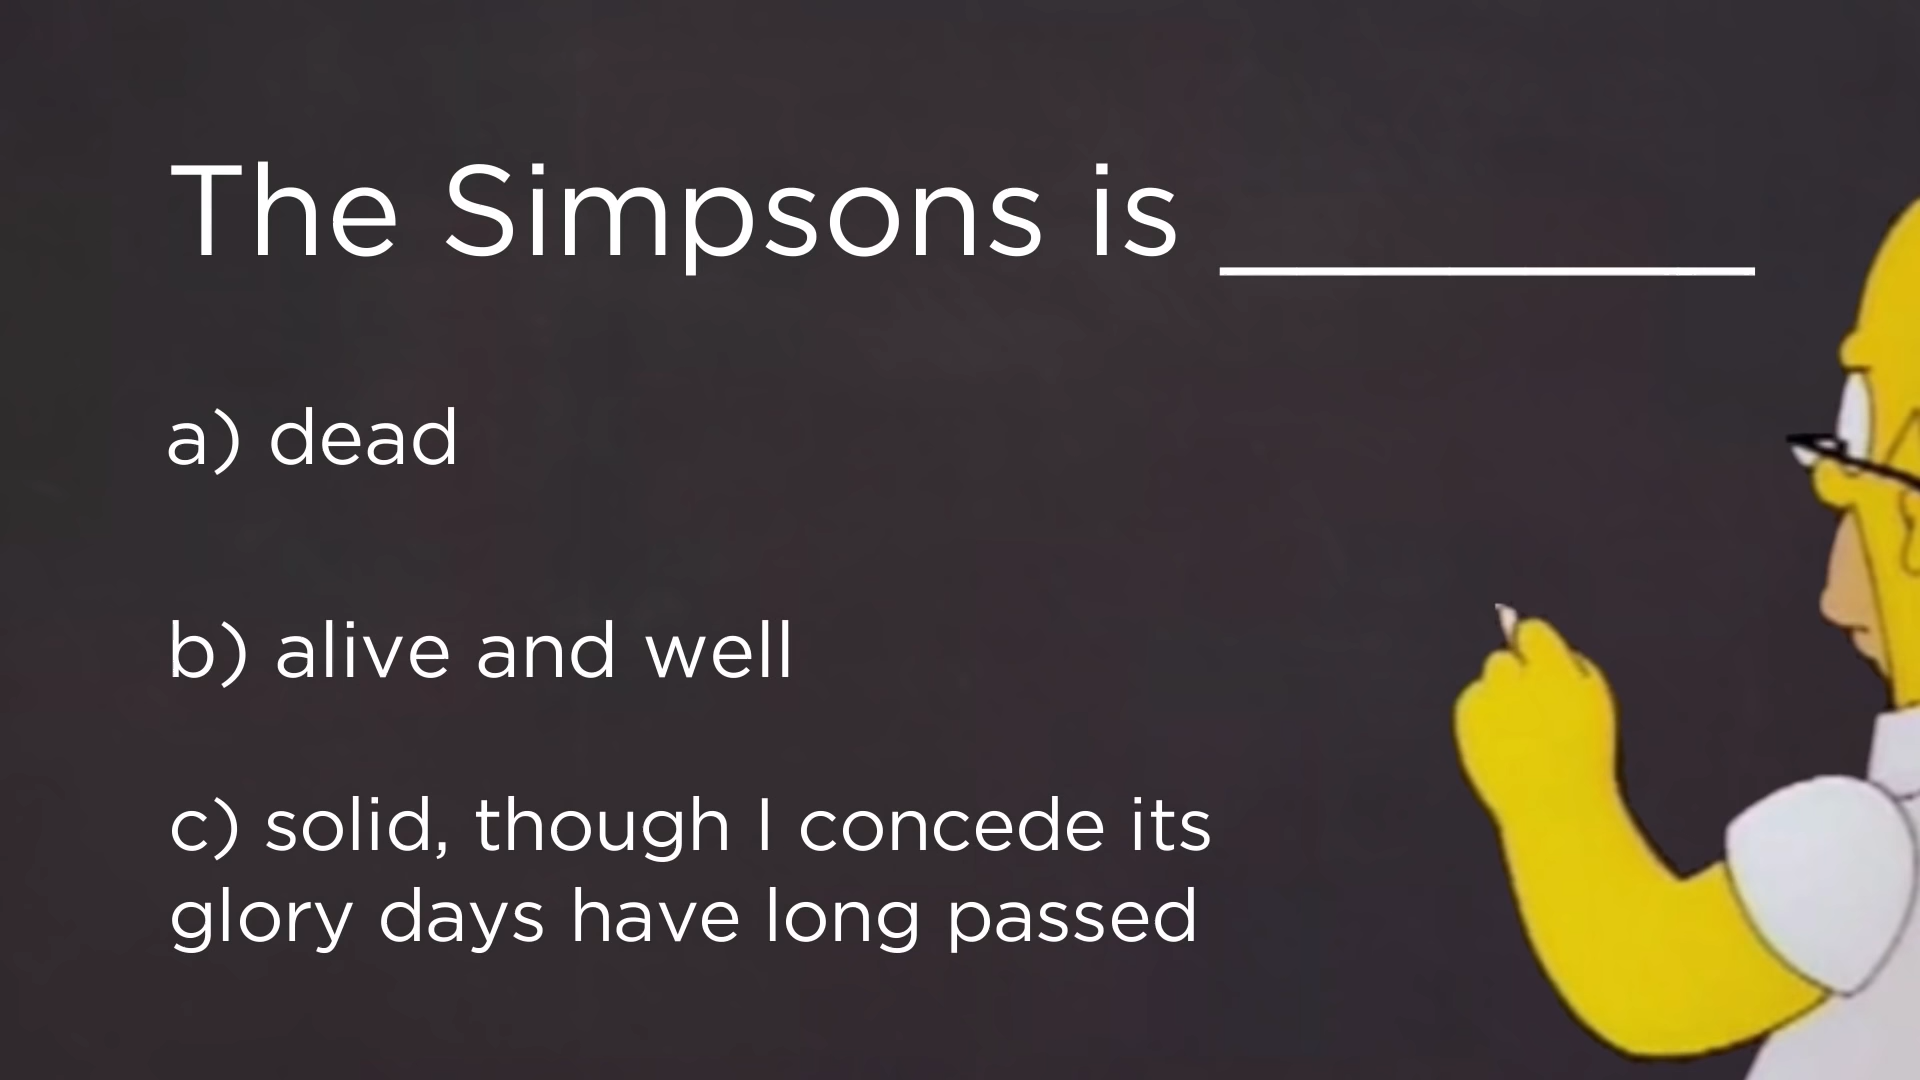 The Simpsons is ________
a) dead
b) alive and well
c) solid, though I concede its
glory days have long passed